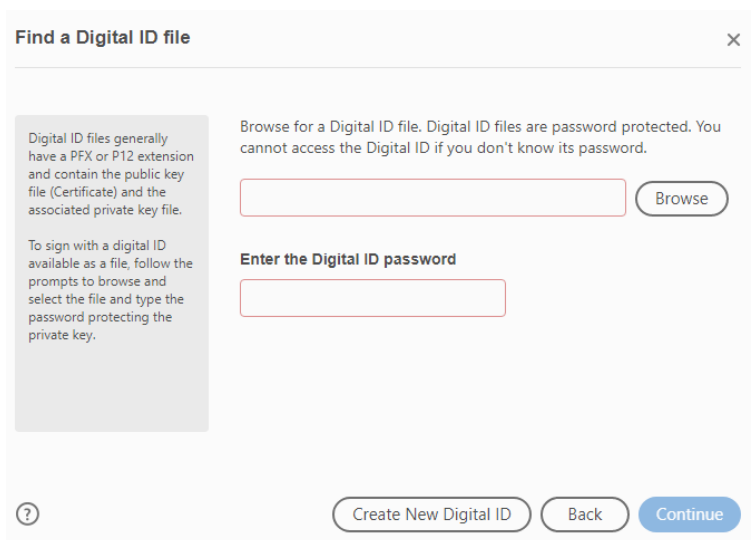 Find a Digital ID file
Digital ID files generally
have a PFX or P12 extension
and contain the public key
file (Certificate) and the
associated private key file.
To sign with a digital ID
available as a file, follow the
prompts to browse and
select the file and type the
password protecting the
private key.
Browse for a Digital ID file. Digital ID files are password protected. You
cannot access the Digital ID if you don't know its password.
Browse
Enter the Digital ID password
?
Create New Digital ID
Back
Continue